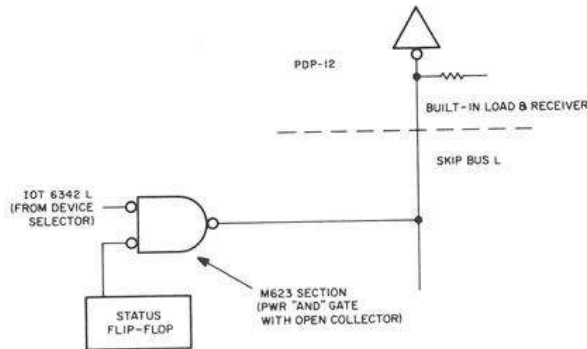 PDP-12
BUILT-IN LOAD & RECEIVER
SKIP BUS L
IOT 6342 L
(FROM DEVICE
SELECTOR)
M623 SECTION
(PWR "AND" GATE
WITH OPEN COLLECTOR)
STATUS
FLIP-FLOP